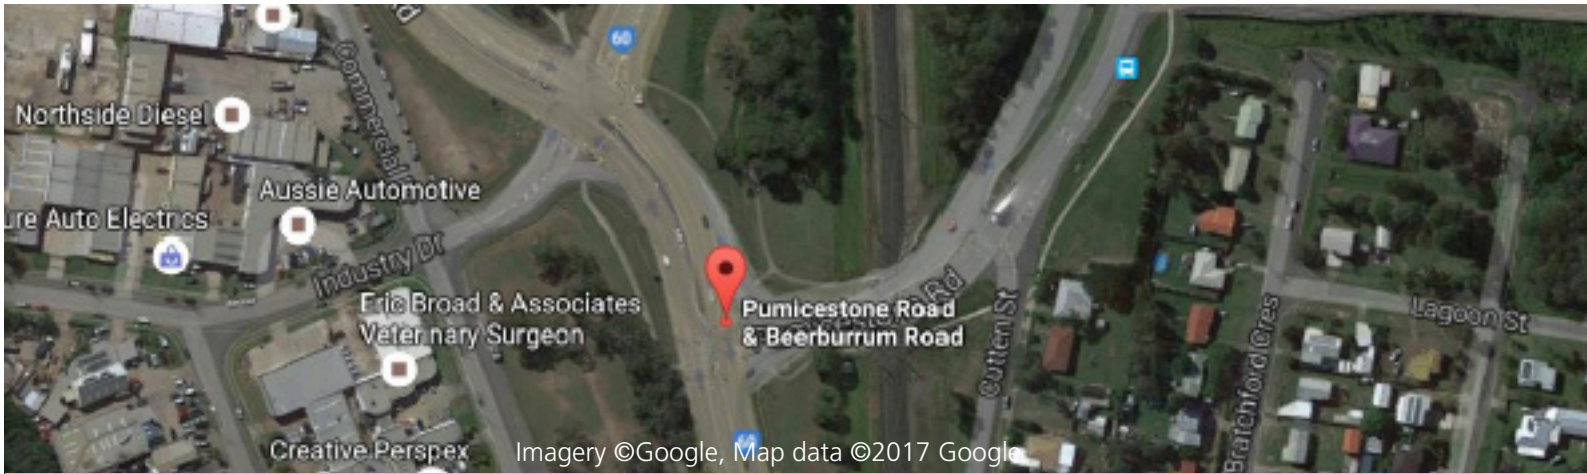 60
Commercial
Northside Diesel
Aussie Automotive
ure Auto Electrics
Industry Dr
Eric Broad & Associates
Veterinary Surgeon
Pumicestone Road
& Beerburrum Road
Rd
Cutten St
Lagoon St
Bratchford Cres
Creative Perspex
Imagery ©Google, Map data ©2017 Google